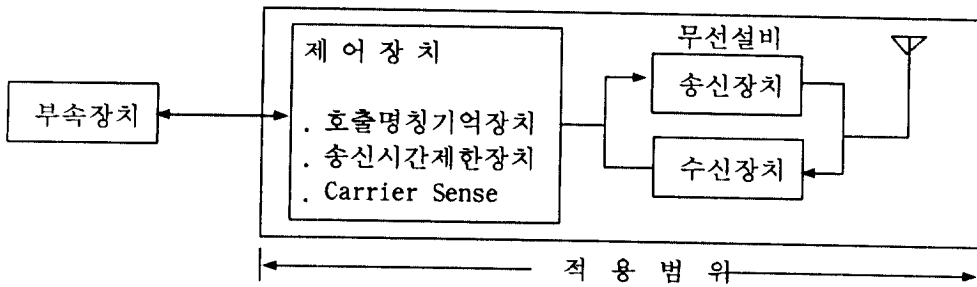 부속장치
제 어 장 치
. 호출명칭기억장치
. 송신시간제한장치
. Carrier Sense
무선설비
송신장치
수신장치
적 용 범 위